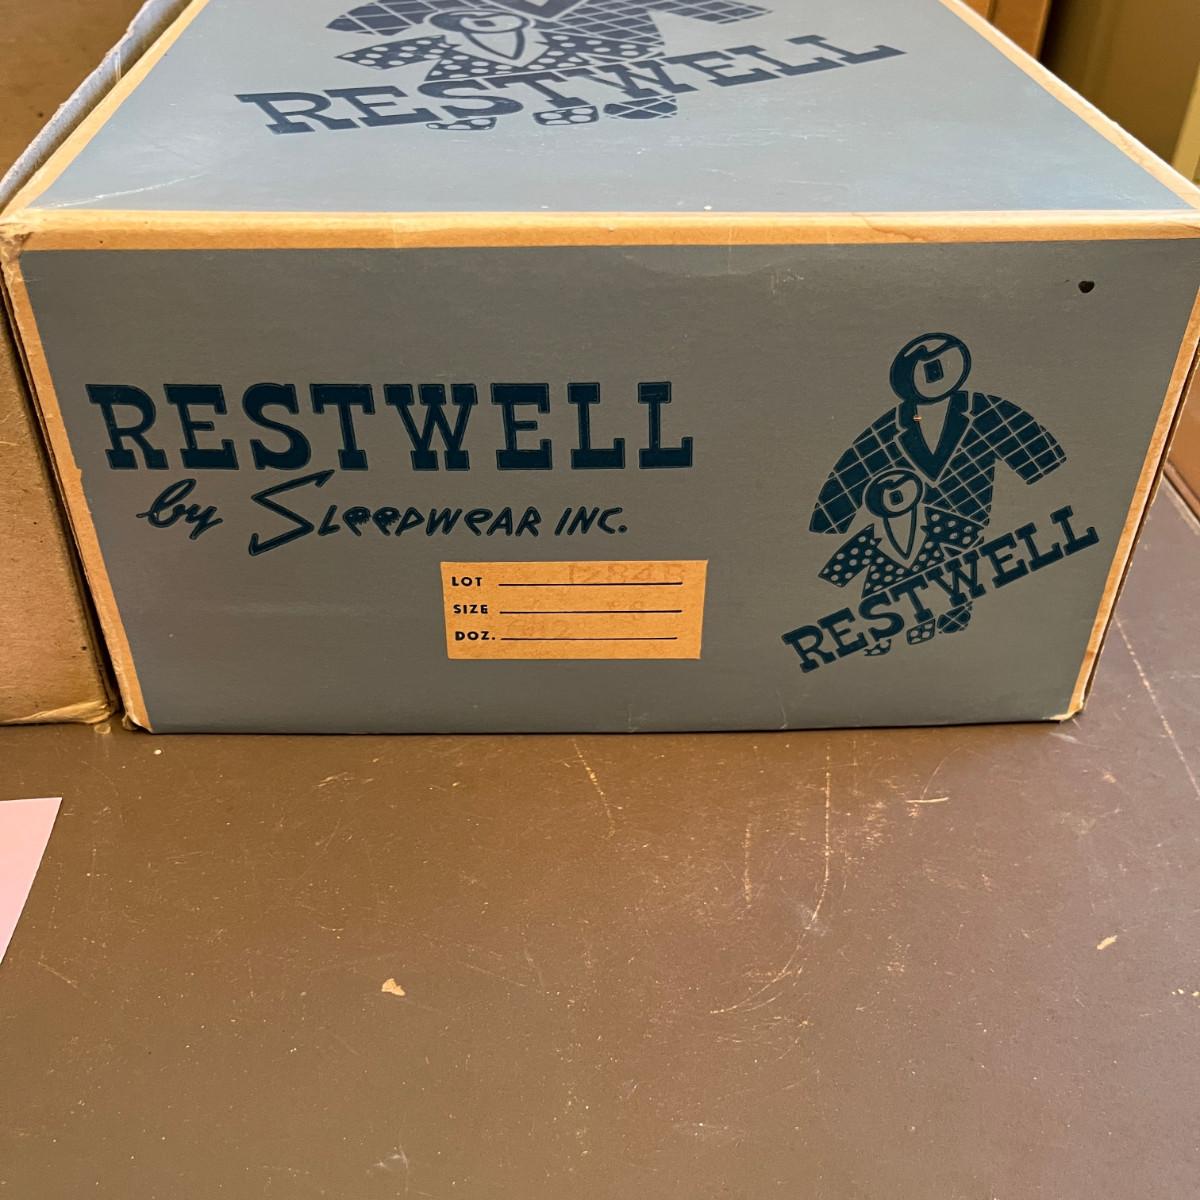 RESTWELL
RESTWELL
by SLEEPWEAR INC.
LOT
SIZE
DOZ.
RESTWELL